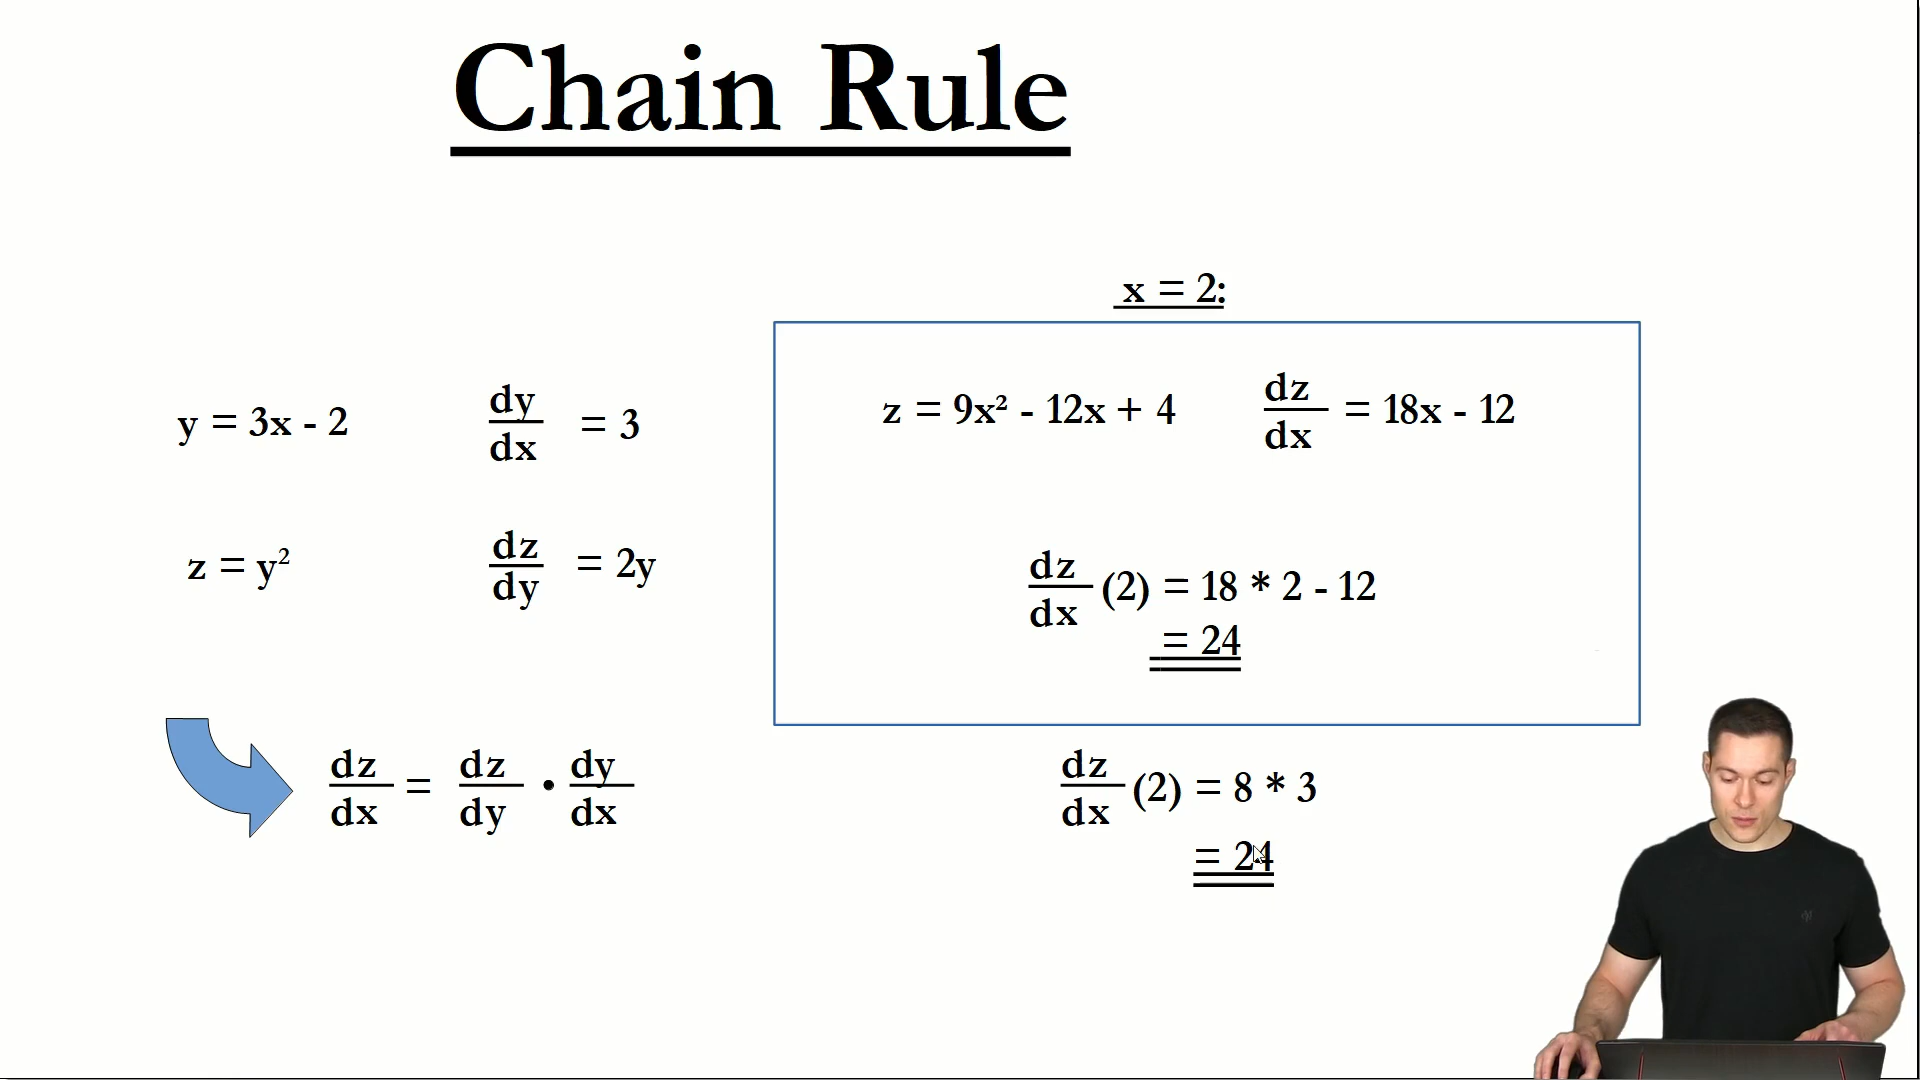 Chain Rule
x = 2:
y = 3x - 2
dy
dx
= 3
z = y²
dz
dy
= 2y
z = 9x² - 12x + 4
dz
dx
= 18x - 12
dz
dx
(2) = 18 * 2 - 12
= 24
dz
dx
=
dz
dy
•
dy
dx
dz
dx
(2) = 8 * 3
= 24